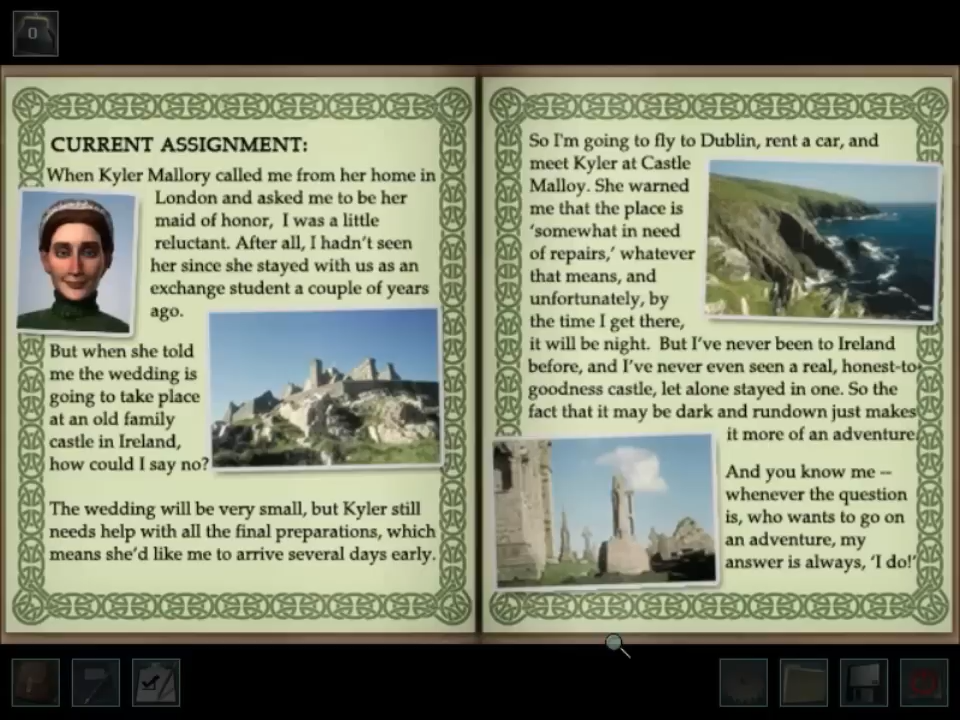 0
CURRENT ASSIGNMENT:
When Kyler Mallory called me from her home in
London and asked me to be her
maid of honor, I was a little
reluctant. After all, I hadn't seen
her since she stayed with us as an
exchange student a couple of years
ago.
But when she told
me the wedding is
going to take place
at an old family
castle in Ireland,
how could I say no?
The wedding will be very small, but Kyler still
needs help with all the final preparations, which
means she'd like me to arrive several days early.
So I'm going to fly to Dublin, rent a car, and
meet Kyler at Castle
Malloy. She warned
me that the place is
'somewhat in need
of repairs,' whatever
that means, and
unfortunately, by
the time I get there,
it will be night. But I've never been to Ireland
before, and I've never even seen a real, honest-to-
goodness castle, let alone stayed in one. So the
fact that it may be dark and rundown just makes
it more of an adventure.
And you know me –
whenever the question
is, who wants to go on
an adventure, my
answer is always, 'I do!'